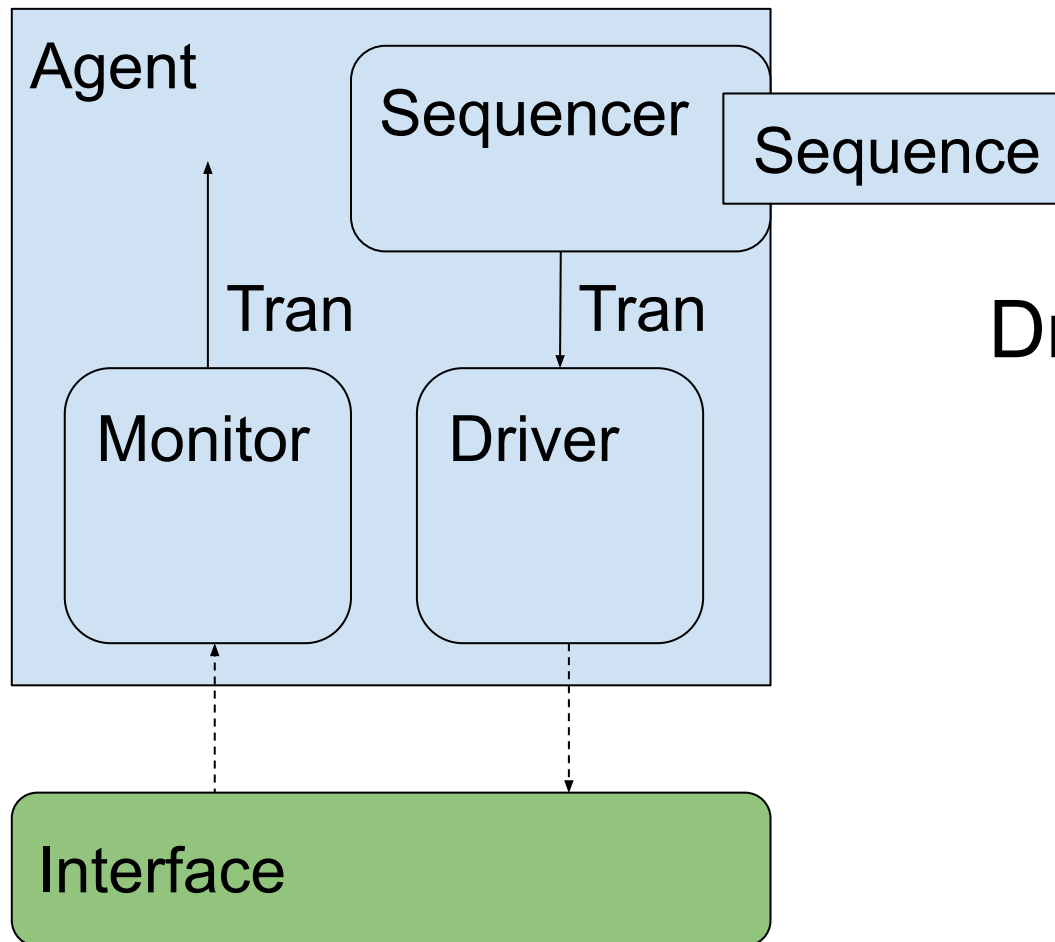 Agent
Sequencer
Sequence
Tran
Tran
Monitor
Driver
Interface